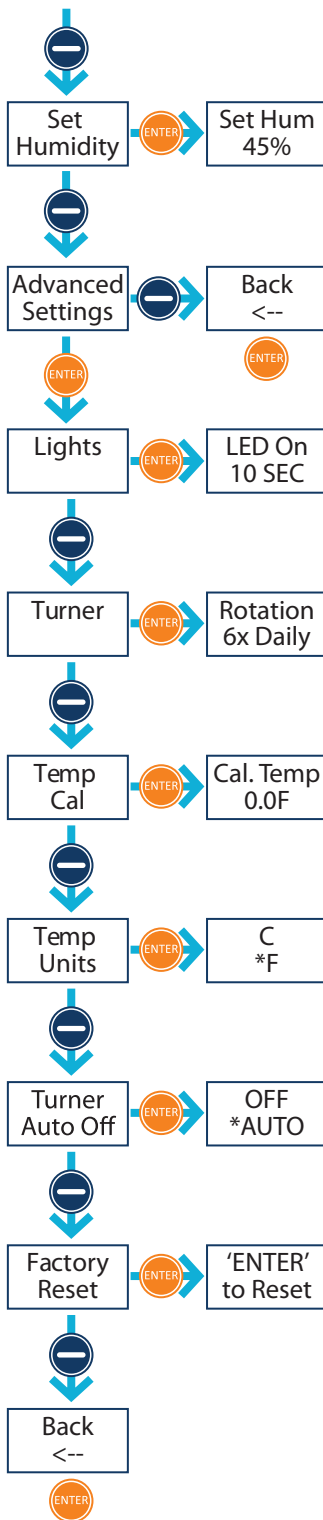 Set
Humidity
ENTER
Set Hum
45%
Advanced
Settings
Back
<--
ENTER
ENTER
Lights
ENTER
LED On
10 SEC
Turner
ENTER
Rotation
6x Daily
Temp
Cal
ENTER
Cal. Temp
0.0F
Temp
Units
ENTER
C
*F
Turner
Auto Off
ENTER
OFF
*AUTO
Factory
Reset
ENTER
'ENTER'
to Reset
Back
<--
ENTER